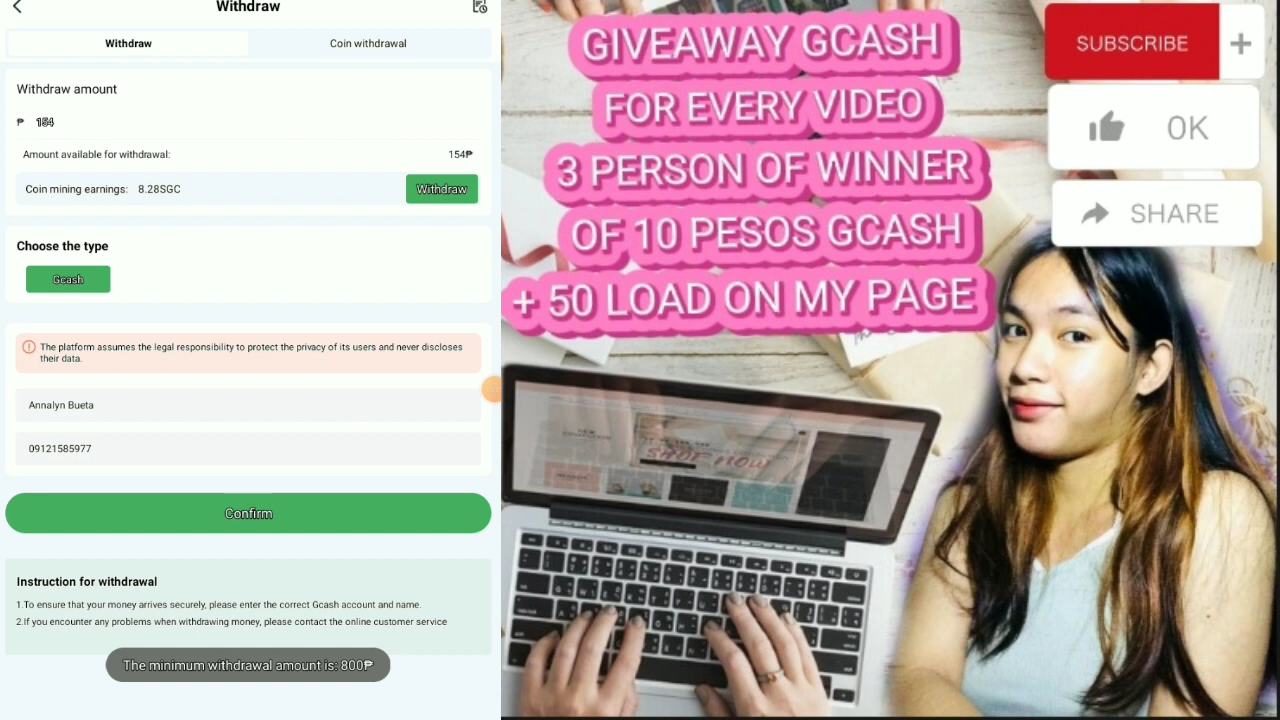 Withdraw
Withdraw
Coin withdrawal
Withdraw amount
₱
Amount available for withdrawal:
154₱
Coin mining earnings: 8.28SGC
Withdraw
Choose the type
Gcash
The platform assumes the legal responsibility to protect the privacy of its users and never discloses
their data.
Annalyn Bueta
09121585977
Confirm
Instruction for withdrawal
1.To ensure that your money arrives securely, please enter the correct Gcash account and name.
2.If you encounter any problems when withdrawing money, please contact the online customer service
The minimum withdrawal amount is: 800₱
GIVEAWAY GCASH
FOR EVERY VIDEO
3 PERSON OF WINNER
OF 10 PESOS GCASH
+ 50 LOAD ON MY PAGE
SUBSCRIBE
+
0K
SHARE
SHOP NOW